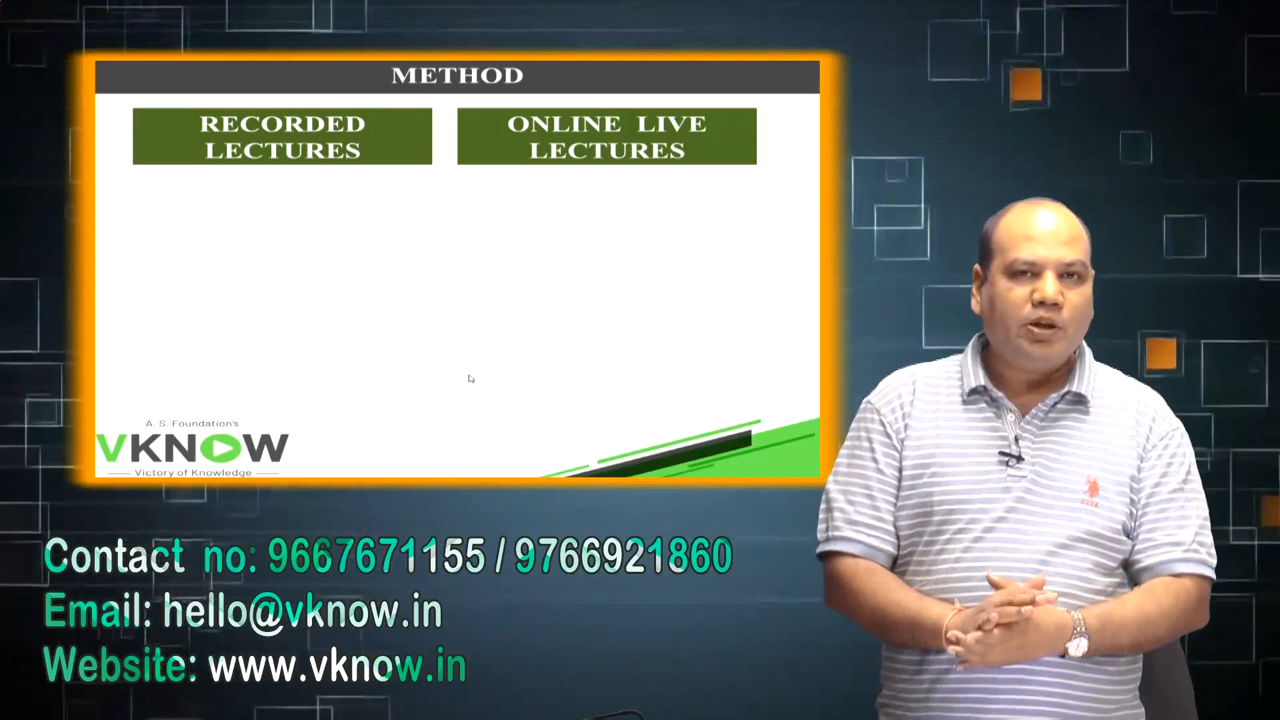 METHOD
RECORDED
LECTURES
ONLINE LIVE
LECTURES
A. S. Foundation's
VKNOW
Victory of Knowledge
Contact no: 9667671155 / 9766921860
Email: hello@vknow.in
Website: www.vknow.in